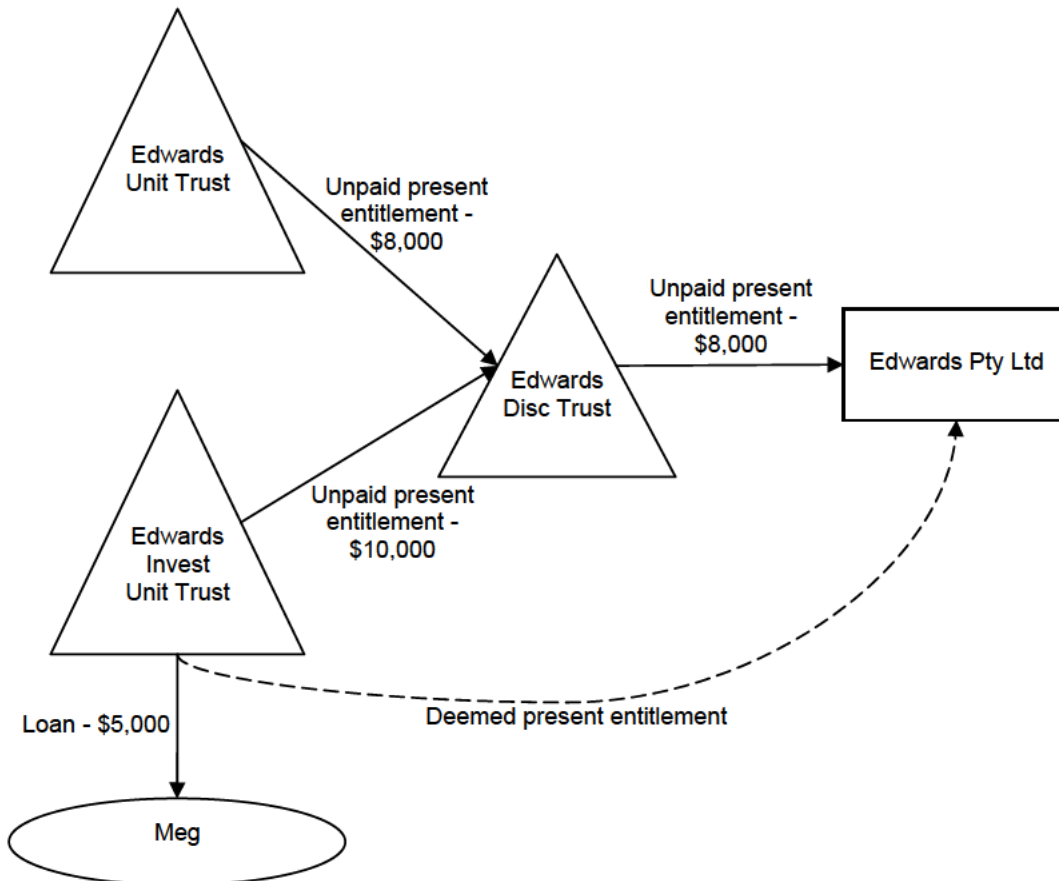 Edwards
Unit Trust
Unpaid present
entitlement -
$8,000
Unpaid present
entitlement -
$8,000
Edwards Pty Ltd
Edwards
Disc Trust
Unpaid present
entitlement -
$10,000
Edwards
Invest
Unit Trust
Loan - $5,000
Deemed present entitlement
Meg